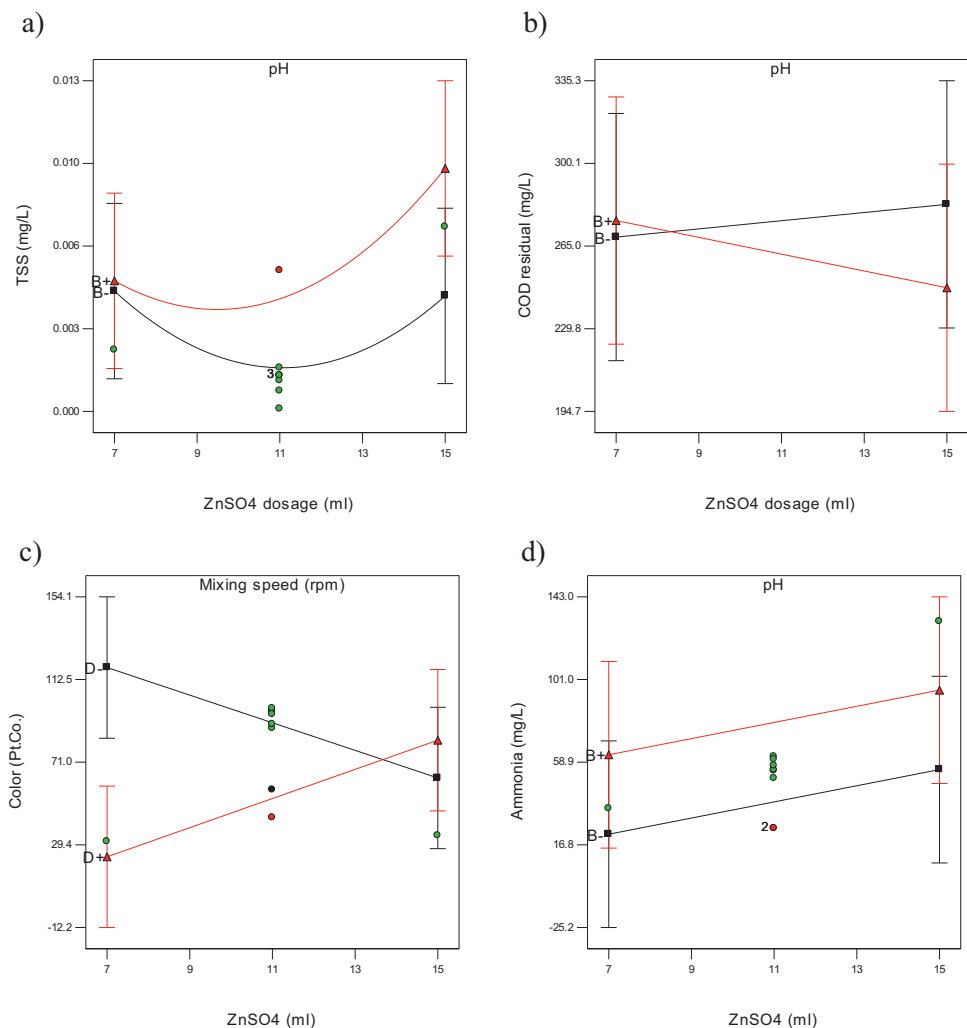 a)
pH
TSS (mg/L)
0.013
0.010
0.006
0.003
0.000
B+
B-
3
7
9
11
13
15
ZnSO4 dosage (ml)
b)
pH
COD residual (mg/L)
335.3
300.1
265.0
229.8
194.7
B+
B-
7
9
11
13
15
ZnSO4 dosage (ml)
c)
Mixing speed (rpm)
Color (Pt.Co.)
154.1
112.5
71.0
29.4
-12.2
D-
D+
7
9
11
13
15
ZnSO4 (ml)
d)
pH
Ammonia (mg/L)
143.0
101.0
58.9
16.8
-25.2
B+
B-
2
7
9
11
13
15
ZnSO4 (ml)